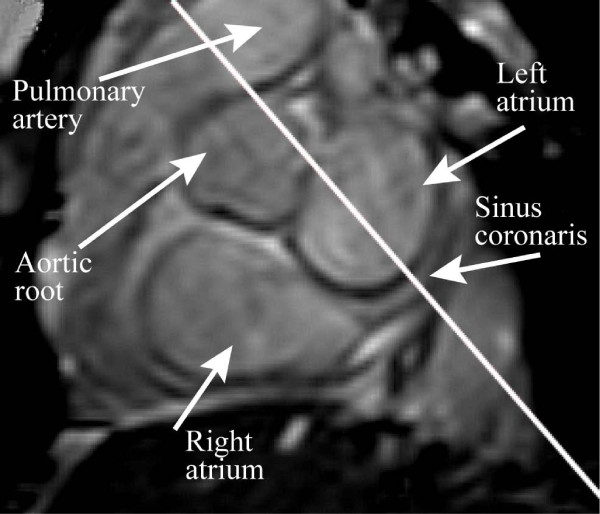 Pulmonary
artery
Left
atrium
Sinus
coronaris
Aortic
root
Right
atrium